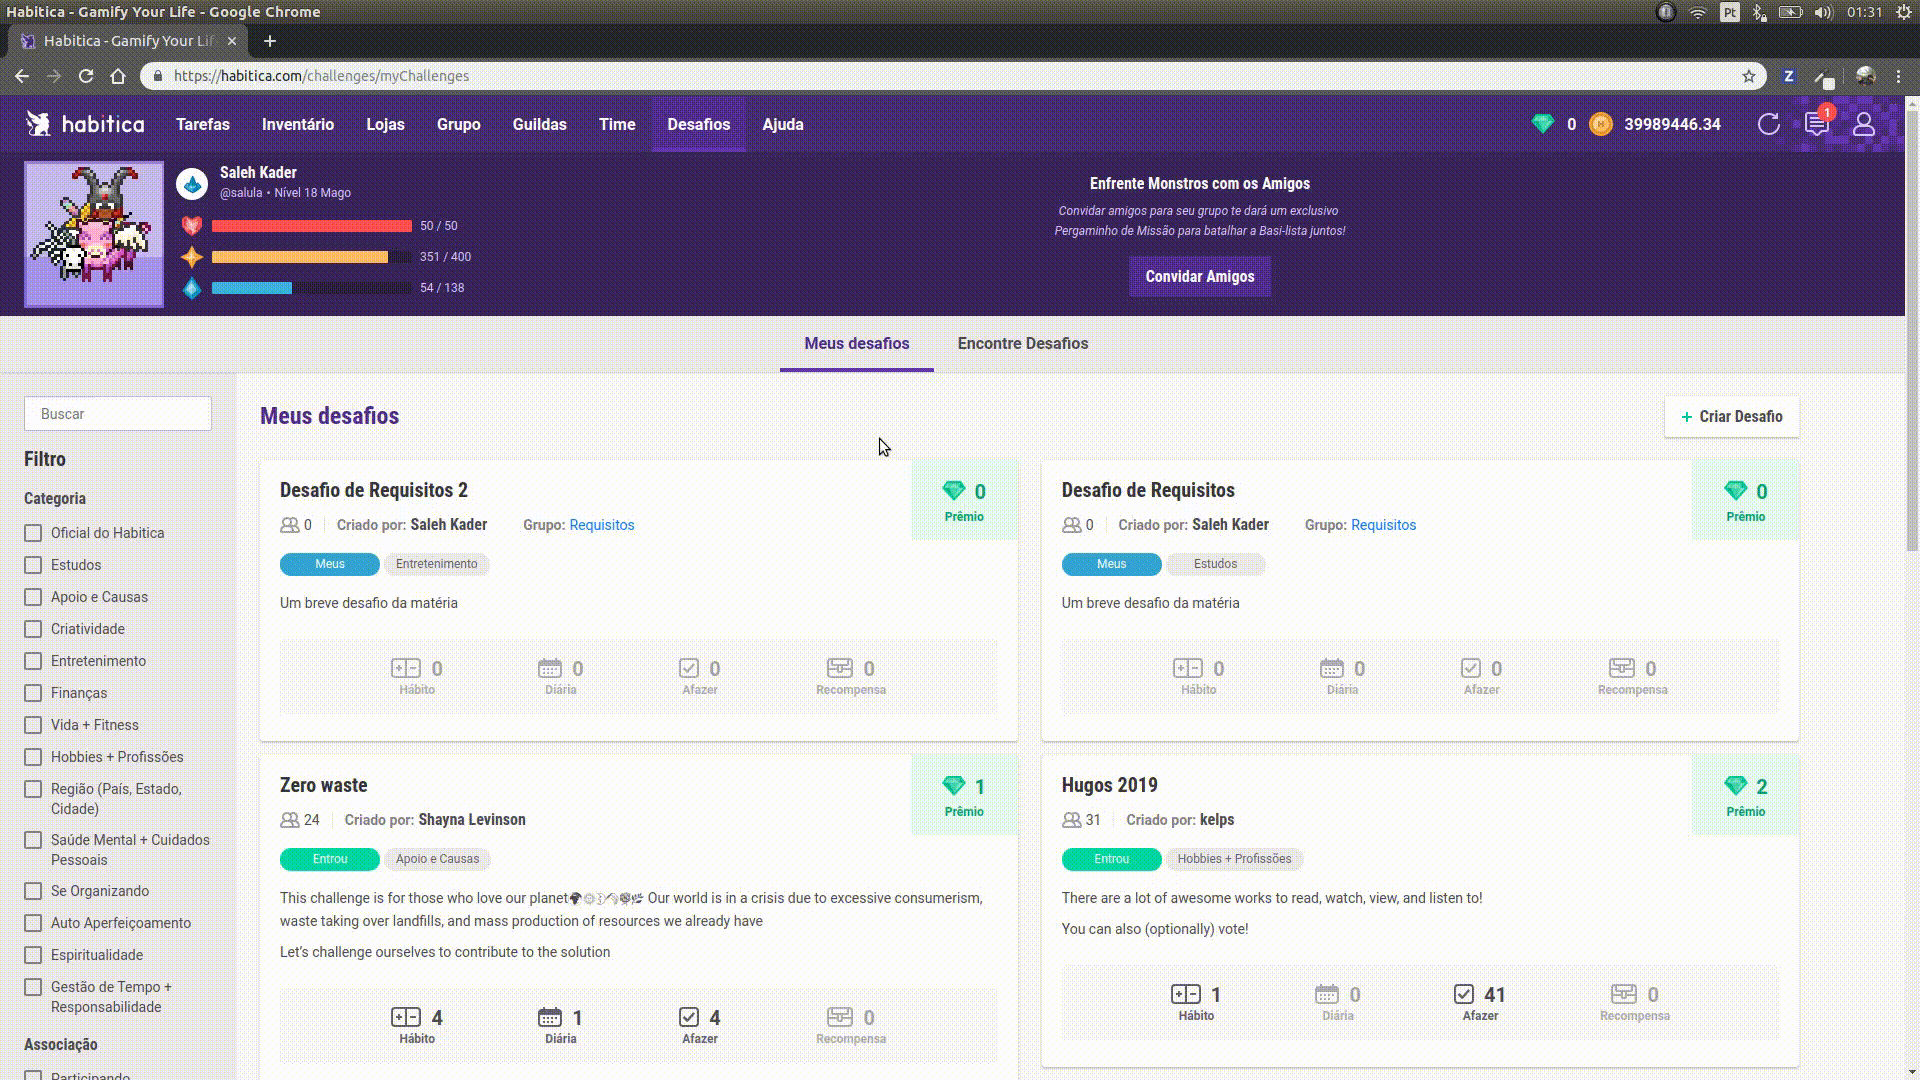 Habitica - Gamify Your Life - Google Chrome
Pt
01:31
Habitica - Gamify Your Lif
https://habitica.com/challenges/myChallenges
Z
habitica
Tarefas
Inventário
Lojas
Grupo
Guildas
Time
Desafios
Ajuda
0
39989446.34
1
Saleh Kader
@salula • Nível 18 Mago
50 / 50
351 / 400
54 / 138
Enfrente Monstros com os Amigos
Convidar amigos para seu grupo te dará um exclusivo
Pergaminho de Missão para batalhar a Basi-lista juntos!
Convidar Amigos
Meus desafios
Encontre Desafios
Buscar
Filtro
Categoria
Oficial do Habitica
Estudos
Apoio e Causas
Criatividade
Entretenimento
Finanças
Vida + Fitness
Hobbies + Profissões
Região (País, Estado,
Cidade)
Saúde Mental + Cuidados
Pessoais
Se Organizando
Auto Aperfeiçoamento
Espiritualidade
Gestão de Tempo +
Responsabilidade
Associação
Participando
Meus desafios
+ Criar Desafio
Desafio de Requisitos 2
0
Prêmio
0 Criado por: Saleh Kader Grupo: Requisitos
Meus
Entretenimento
Um breve desafio da matéria
0
Hábito
0
Diária
0
Afazer
0
Recompensa
Desafio de Requisitos
0
Prêmio
0 Criado por: Saleh Kader Grupo: Requisitos
Meus
Estudos
Um breve desafio da matéria
0
Hábito
0
Diária
0
Afazer
0
Recompensa
Zero waste
1
Prêmio
24 Criado por: Shayna Levinson
Entrou
Apoio e Causas
This challenge is for those who love our planet Our world is in a crisis due to excessive consumerism,
waste taking over landfills, and mass production of resources we already have
Let's challenge ourselves to contribute to the solution
4
Hábito
1
Diária
4
Afazer
0
Recompensa
Hugos 2019
2
Prêmio
31 Criado por: kelps
Entrou
Hobbies + Profissões
There are a lot of awesome works to read, watch, view, and listen to!
You can also (optionally) vote!
1
Hábito
0
Diária
41
Afazer
0
Recompensa